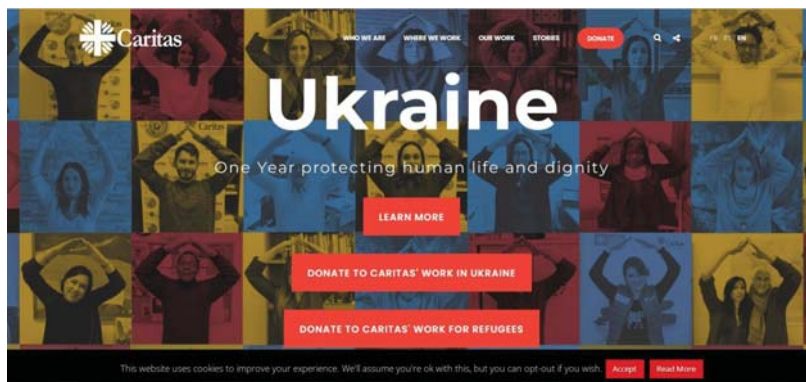 Caritas
WHO WE ARE WHERE WE WORK OUR WORK STORIES DONATE FR ES EN
Ukraine
One Year protecting human life and dignity
LEARN MORE
DONATE TO CARITAS' WORK IN UKRAINE
DONATE TO CARITAS' WORK FOR REFUGEES
This website uses cookies to improve your experience. We'll assume you're ok with this, but you can opt-out if you wish. Accept Read More